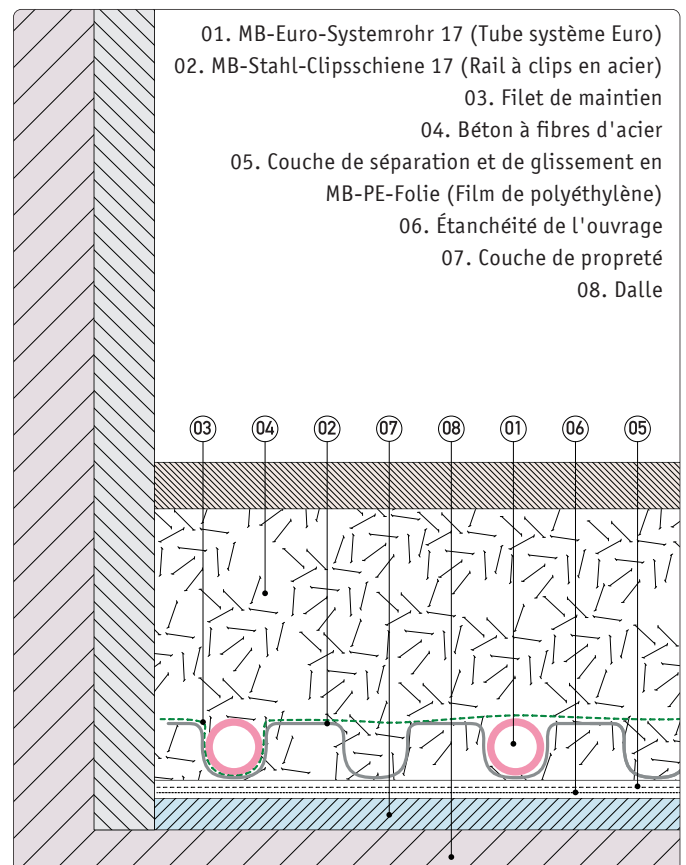 01. MB-Euro-Systemrohr 17 (Tube système Euro)
02. MB-Stahl-Clipsschiene 17 (Rail à clips en acier)
03. Filet de maintien
04. Béton à fibres d'acier
05. Couche de séparation et de glissement en
MB-PE-Folie (Film de polyéthylène)
06. Étanchéité de l'ouvrage
07. Couche de propreté
08. Dalle
03 04 02 07 08 01 06 05